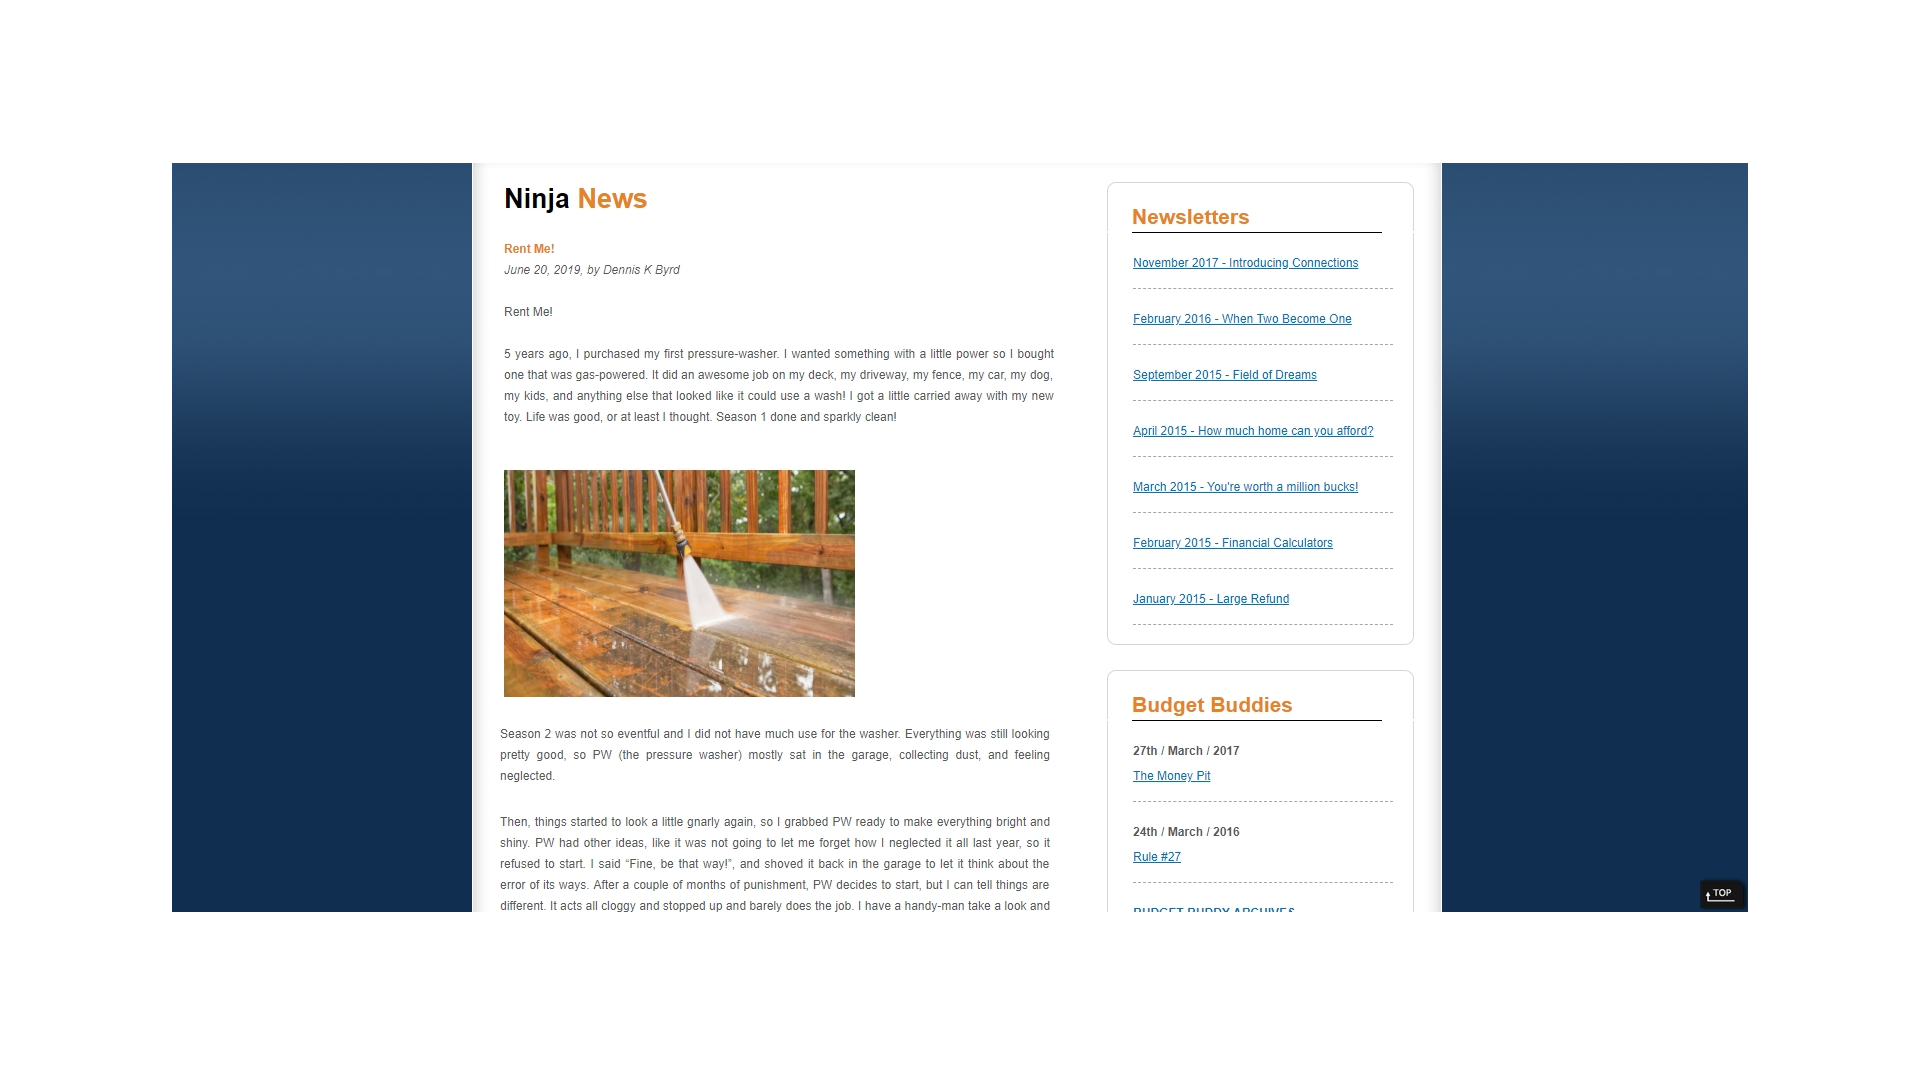 Ninja News
Rent Me!
June 20, 2019, by Dennis K Byrd
Rent Me!
5 years ago, I purchased my first pressure-washer. I wanted something with a little power so I bought
one that was gas-powered. It did an awesome job on my deck, my driveway, my fence, my car, my dog,
my kids, and anything else that looked like it could use a wash! I got a little carried away with my new
toy. Life was good, or at least I thought. Season 1 done and sparkly clean!
Season 2 was not so eventful and I did not have much use for the washer. Everything was still looking
pretty good, so PW (the pressure washer) mostly sat in the garage, collecting dust, and feeling
neglected.
Then, things started to look a little gnarly again, so I grabbed PW ready to make everything bright and
shiny. PW had other ideas, like it was not going to let me forget how I neglected it all last year, so it
refused to start. I said “Fine, be that way!”, and shoved it back in the garage to let it think about the
error of its ways. After a couple of months of punishment, PW decides to start, but I can tell things are
different. It acts all cloggy and stopped up and barely does the job. I have a handy-man take a look and
Newsletters
November 2017 - Introducing Connections
February 2016 - When Two Become One
September 2015 - Field of Dreams
April 2015 - How much home can you afford?
March 2015 - You're worth a million bucks!
February 2015 - Financial Calculators
January 2015 - Large Refund
Budget Buddies
27th / March / 2017
The Money Pit
24th / March / 2016
Rule #27
BUDGET BUDDY ARCHIVES
TOP